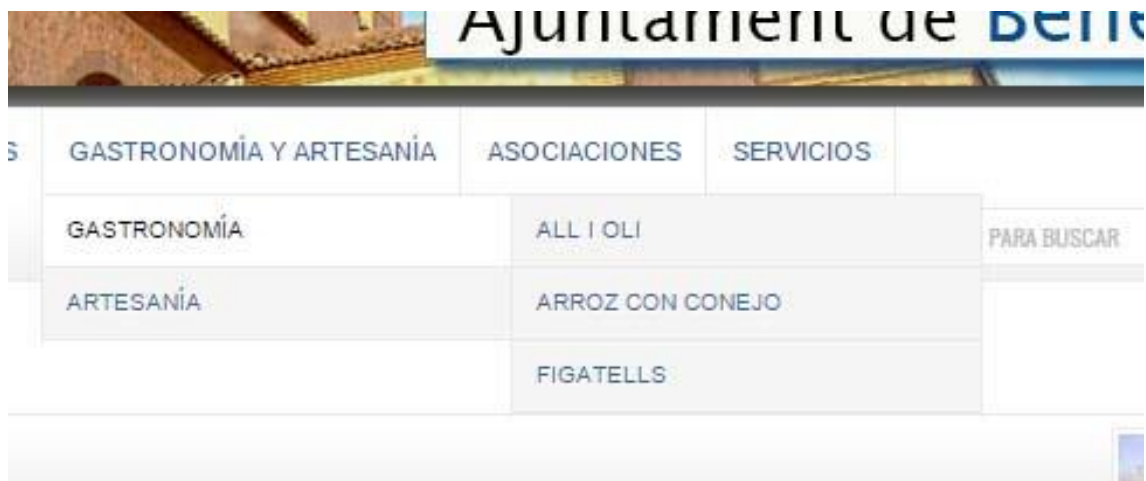 Ajuntament de
GASTRONOMÍA Y ARTESANÍA ASOCIACIONES SERVICIOS
GASTRONOMÍA ALL I OLI PARA BUSCAR
ARTESANÍA ARROZ CON CONEJO
FIGATELLS